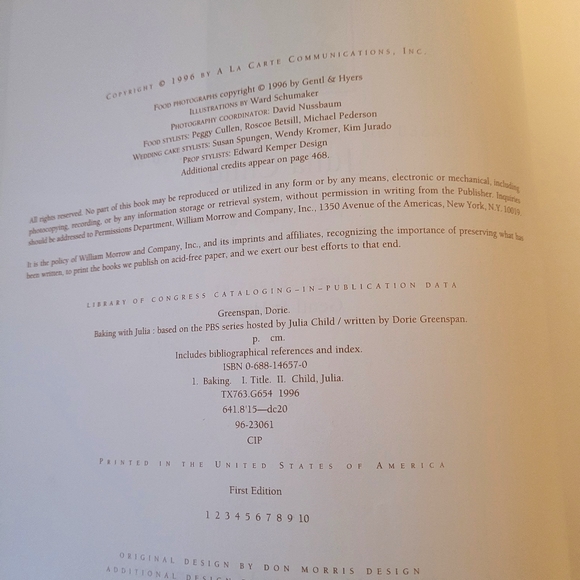 COPYRIGHT © 1996 BY A LA CARTE COMMUNICATIONS, INC.
FOOD PHOTOGRAPHS copyright © 1996 by Gentl & Hyers
ILLUSTRATIONS BY Ward Schumaker
PHOTOGRAPHY COORDINATOR: David Nussbaum
FOOD STYLISTS: Peggy Cullen, Roscoe Betsill, Michael Pederson
WEDDING CAKE STYLISTS: Susan Spungen, Wendy Kromer, Kim Jurado
PROP STYLISTS: Edward Kemper Design
Additional credits appear on page 468.
All rights reserved. No part of this book may be reproduced or utilized in any form or by any means, electronic or mechanical, including
photocopying, recording, or by any information storage or retrieval system, without permission in writing from the Publisher. Inquiries
should be addressed to Permissions Department, William Morrow and Company, Inc., 1350 Avenue of the Americas, New York, N.Y. 10019.
It is the policy of William Morrow and Company, Inc., and its imprints and affiliates, recognizing the importance of preserving what has
been written, to print the books we publish on acid-free paper, and we exert our best efforts to that end.
LIBRARY OF CONGRESS CATALOGING-IN-PUBLICATION DATA
Greenspan, Dorie.
Baking with Julia : based on the PBS series hosted by Julia Child / written by Dorie Greenspan.
p. cm.
Includes bibliographical references and index.
ISBN 0-688-14657-0
1. Baking. I. Title. II. Child, Julia.
TX763.G654 1996
641.8'15—dc20
96-23061
CIP
PRINTED IN THE UNITED STATES OF AMERICA
First Edition
1 2 3 4 5 6 7 8 9 10
ORIGINAL DESIGN BY DON MORRIS DESIGN
ADDITIONAL DESIGN